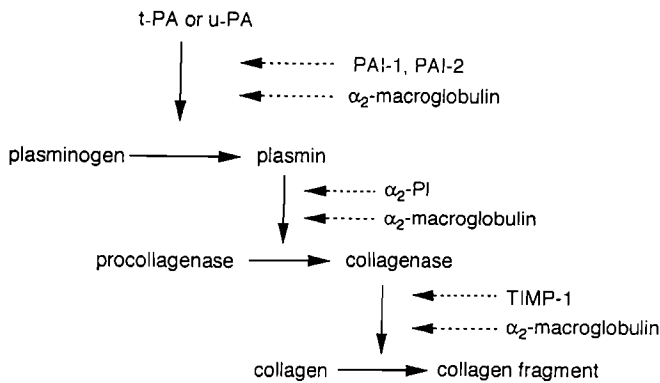 t-PA or u-PA
PAI-1, PAI-2
α₂-macroglobulin
plasminogen plasmin
α₂-PI
α₂-macroglobulin
procollagenase collagenase
TIMP-1
α₂-macroglobulin
collagen collagen fragment